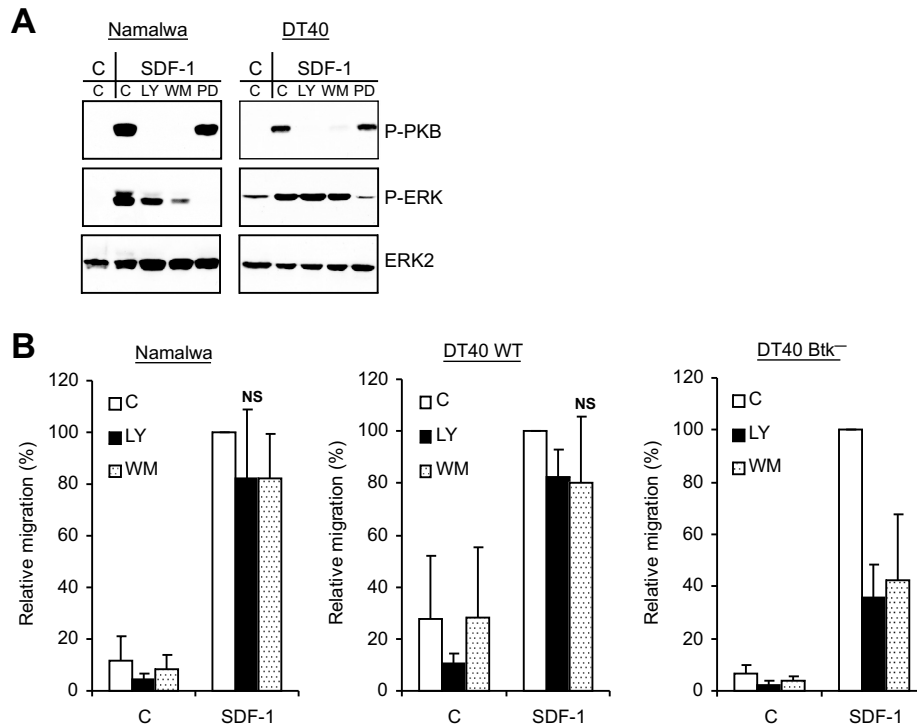 A
Namalwa DT40
C SDF-1 C SDF-1
C C LY WM PD C C LY WM PD
P-PKB
P-ERK
ERK2
B
Namalwa
120
100
80
60
40
20
0
Relative migration (%)
C
LY
WM
NS
C SDF-1
DT40 WT
120
100
80
60
40
20
0
Relative migration (%)
C
LY
WM
NS
C SDF-1
DT40 Btk—
120
100
80
60
40
20
0
Relative migration (%)
C
LY
WM
C SDF-1